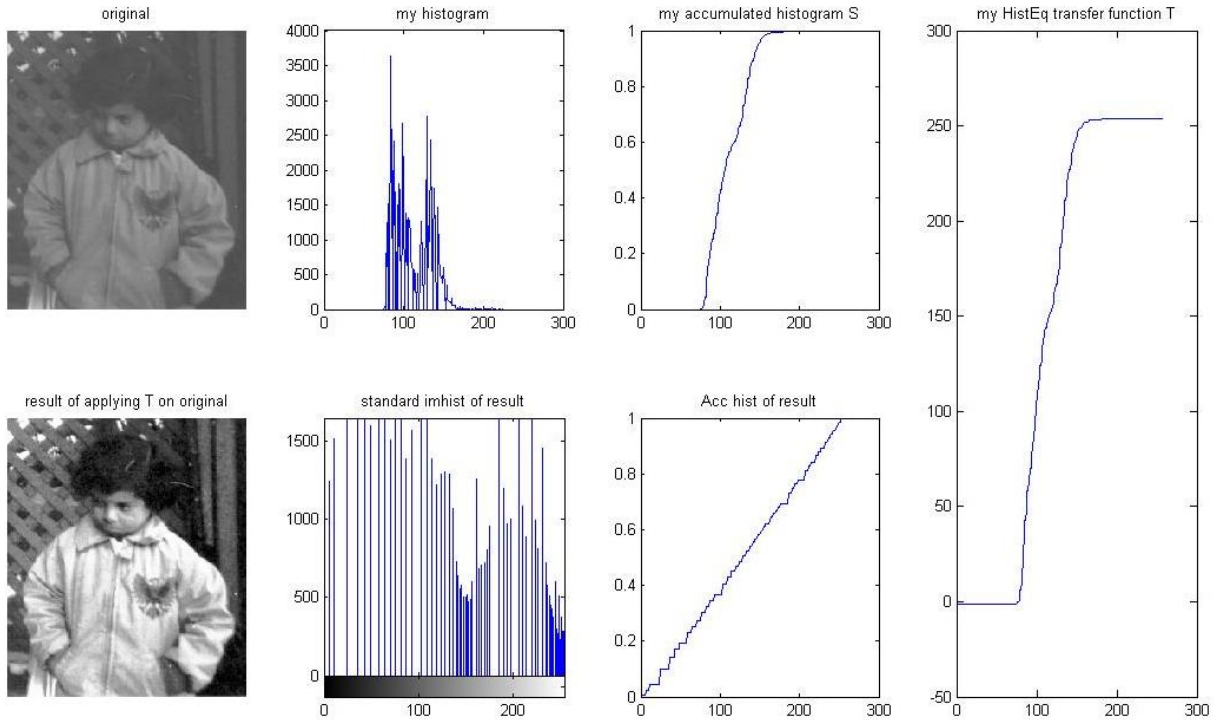 original
my histogram
my accumulated histogram S
my HistEq transfer function T
4000
3500
3000
2500
2000
1500
1000
500
0
0 100 200 300
1
0.8
0.6
0.4
0.2
0
0 100 200 300
300
250
200
150
100
50
0
-50
0 100 200 300
result of applying T on original
standard imhist of result
Acc hist of result
1500
1000
500
0
0 100 200
1
0.8
0.6
0.4
0.2
0
0 100 200 300